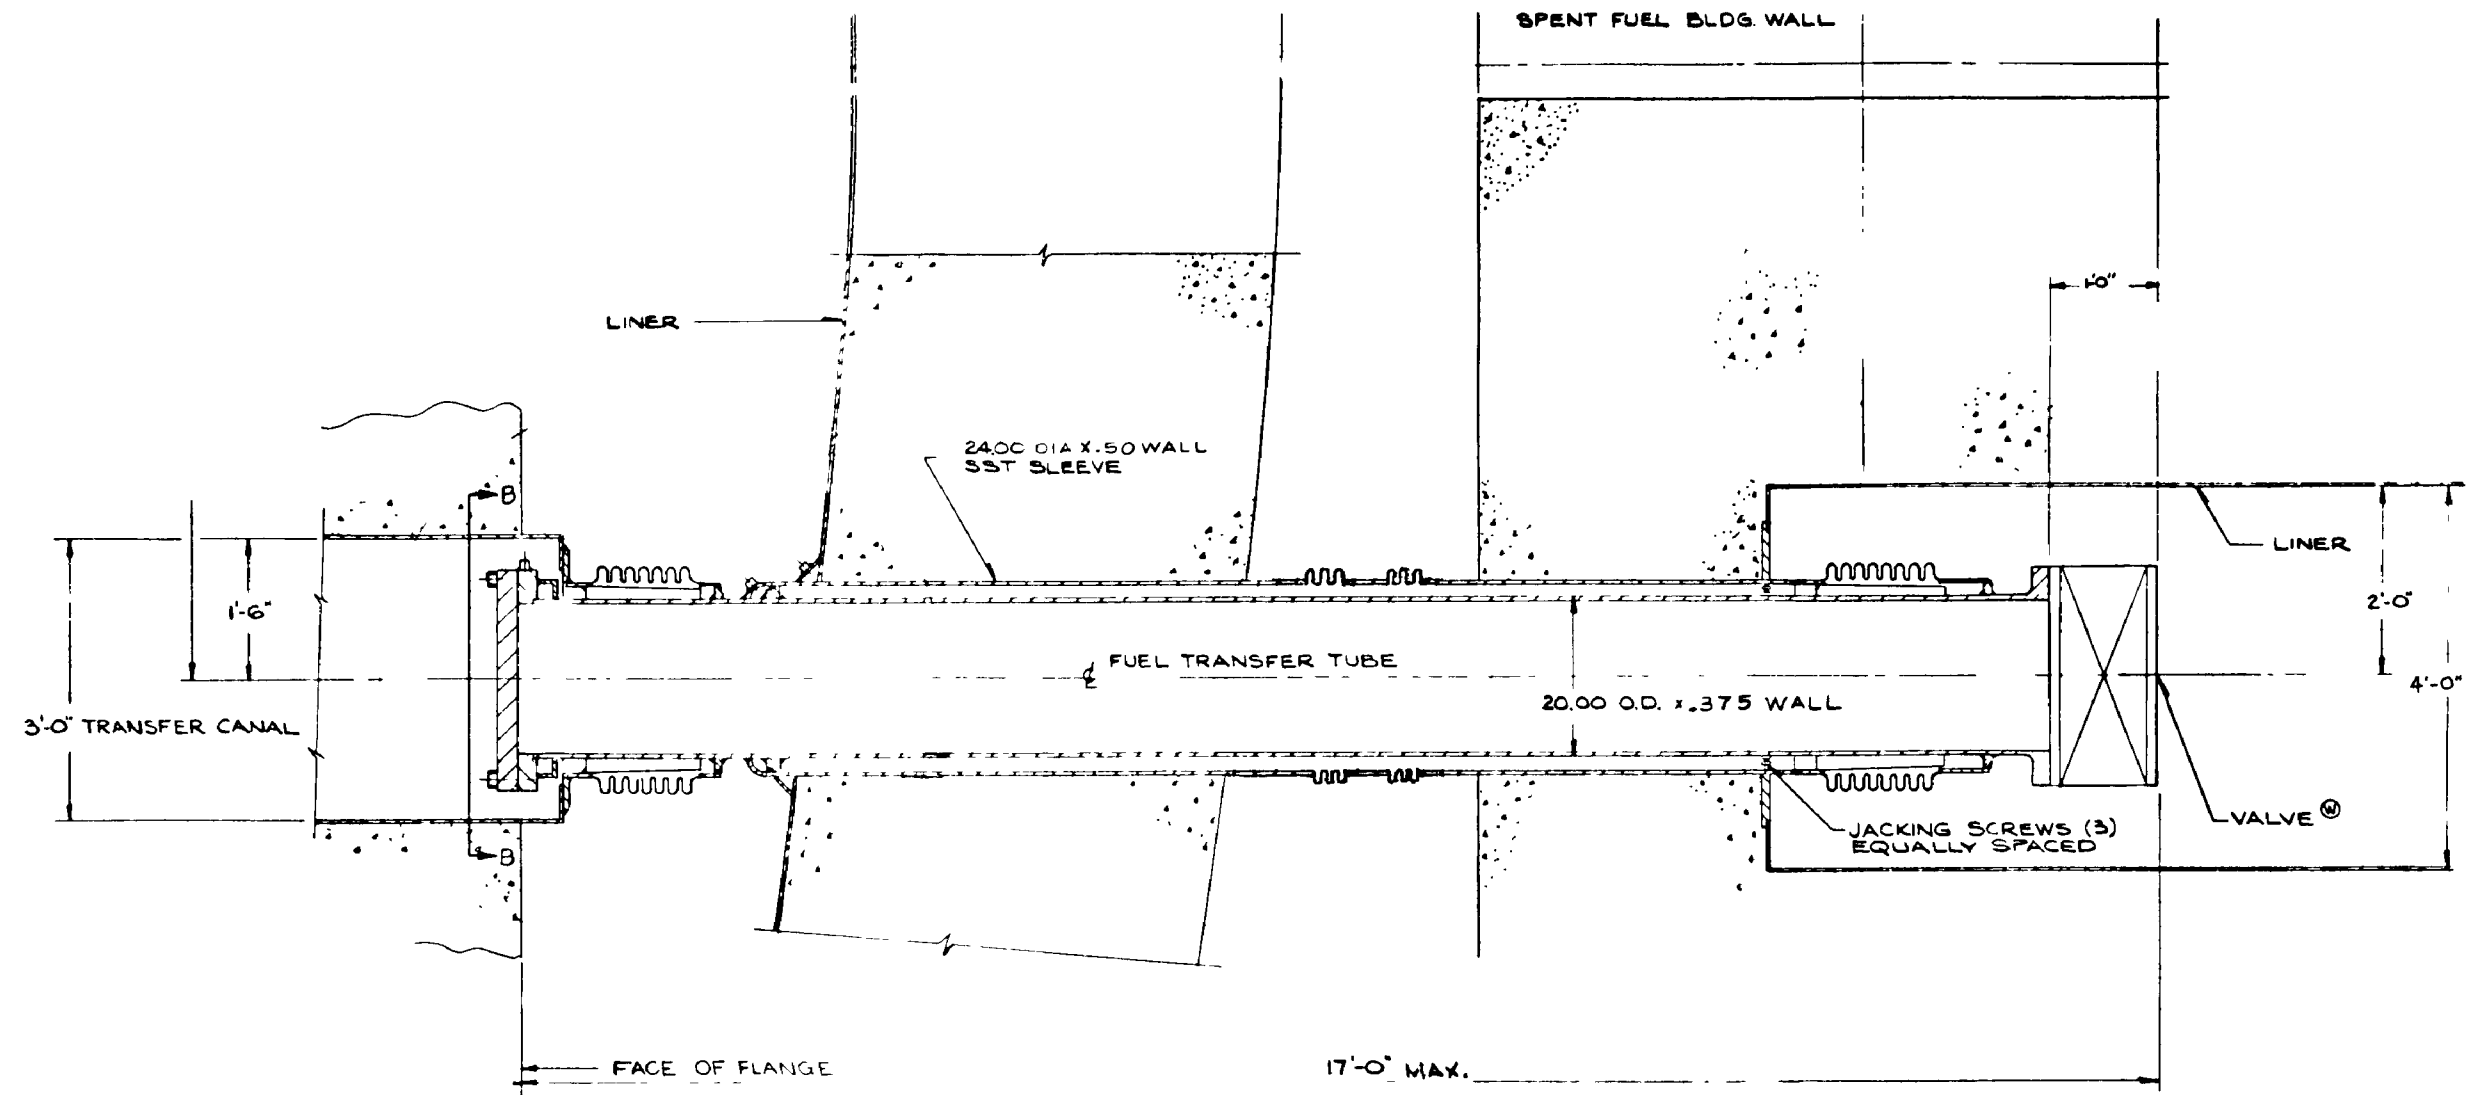 SPENT FUEL BLDG. WALL
1'-0"
LINER
24.00 DIA X .50 WALL
SST SLEEVE
B
LINER
1'-6"
2'-0"
FUEL TRANSFER TUBE
4'-0"
20.00 O.D. x .375 WALL
3'-0" TRANSFER CANAL
VALVE Ⓦ
JACKING SCREWS (3)
EQUALLY SPACED
B
FACE OF FLANGE
17'-0" MAX.